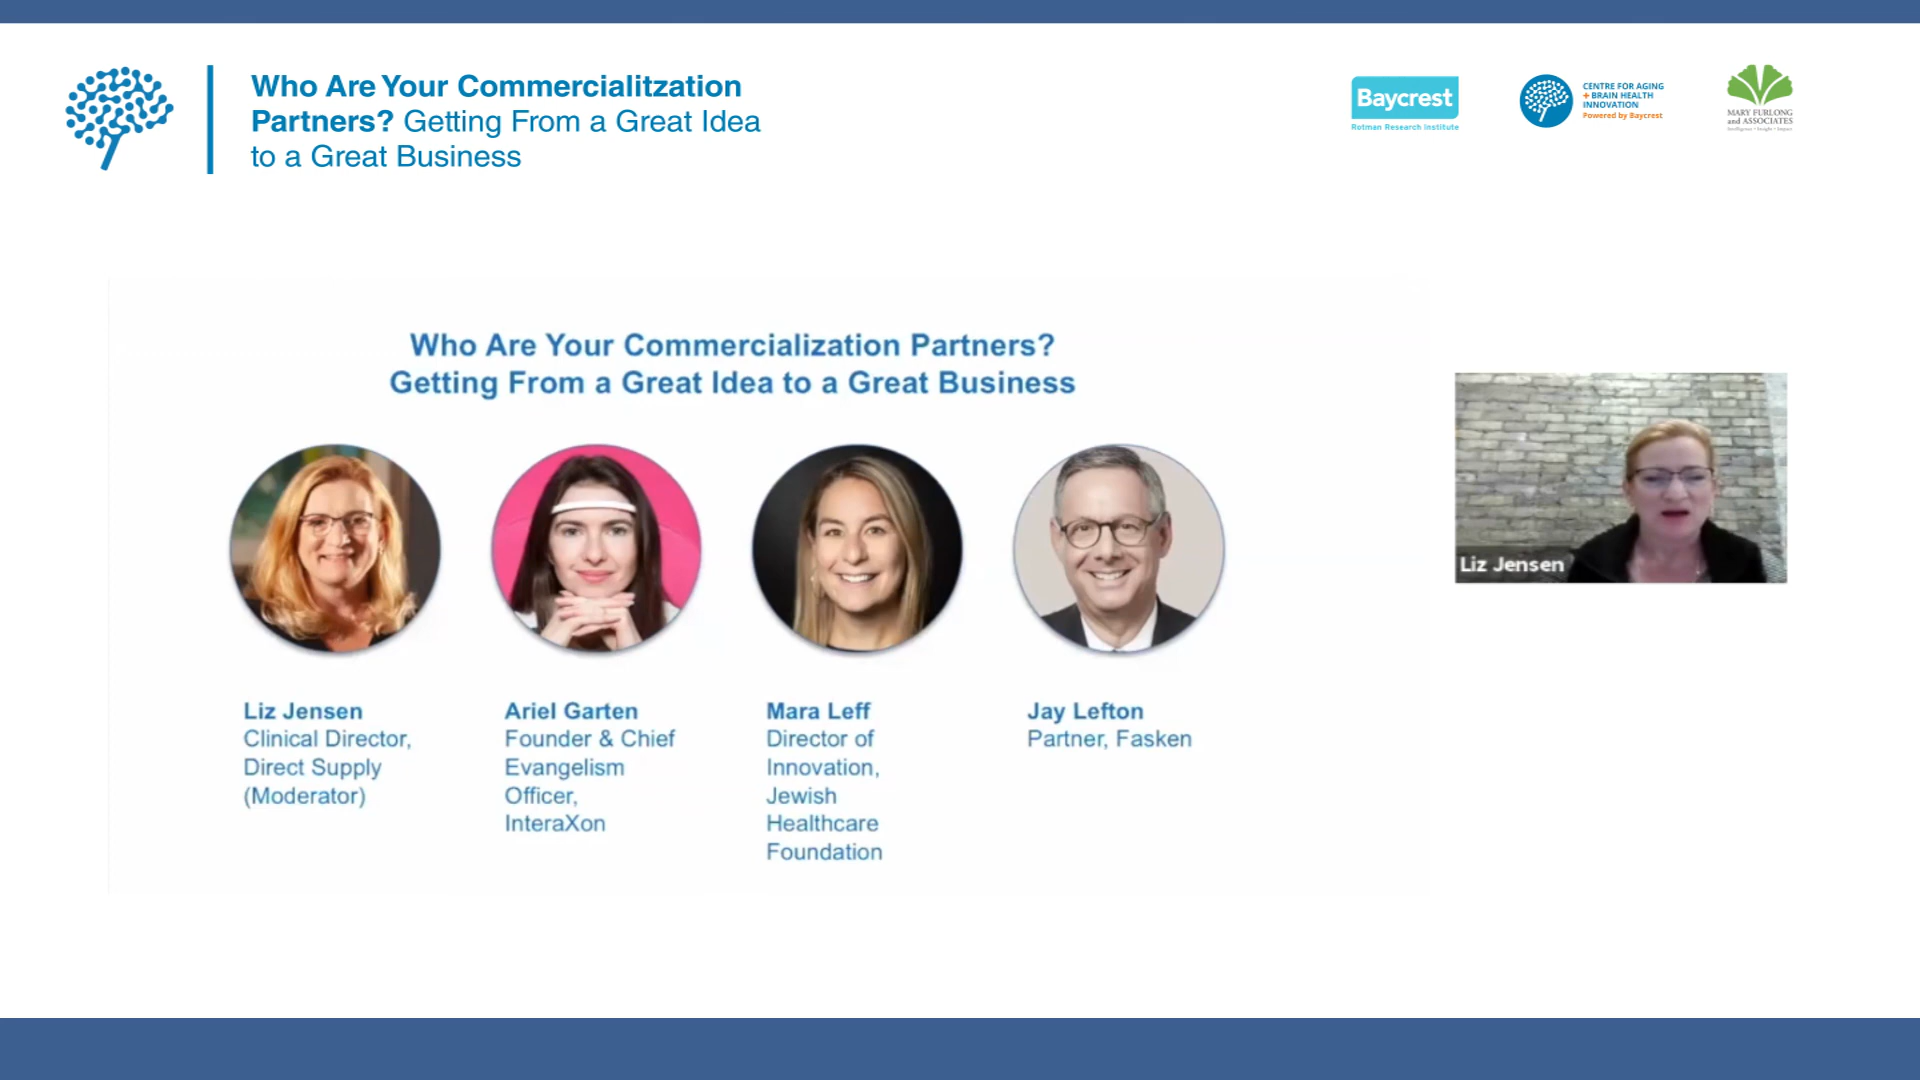 Who Are Your Commercialitzation
Partners? Getting From a Great Idea
to a Great Business
Baycrest
Rotman Research Institute
CENTRE FOR AGING
+ BRAIN HEALTH
INNOVATION
Powered by Baycrest
MARY FURLONG
and ASSOCIATES
Intelligence • Insight • Impact
Who Are Your Commercialization Partners?
Getting From a Great Idea to a Great Business
Liz Jensen
Clinical Director,
Direct Supply
(Moderator)
Ariel Garten
Founder & Chief
Evangelism
Officer,
InteraXon
Mara Leff
Director of
Innovation,
Jewish
Healthcare
Foundation
Jay Lefton
Partner, Fasken
Liz Jensen